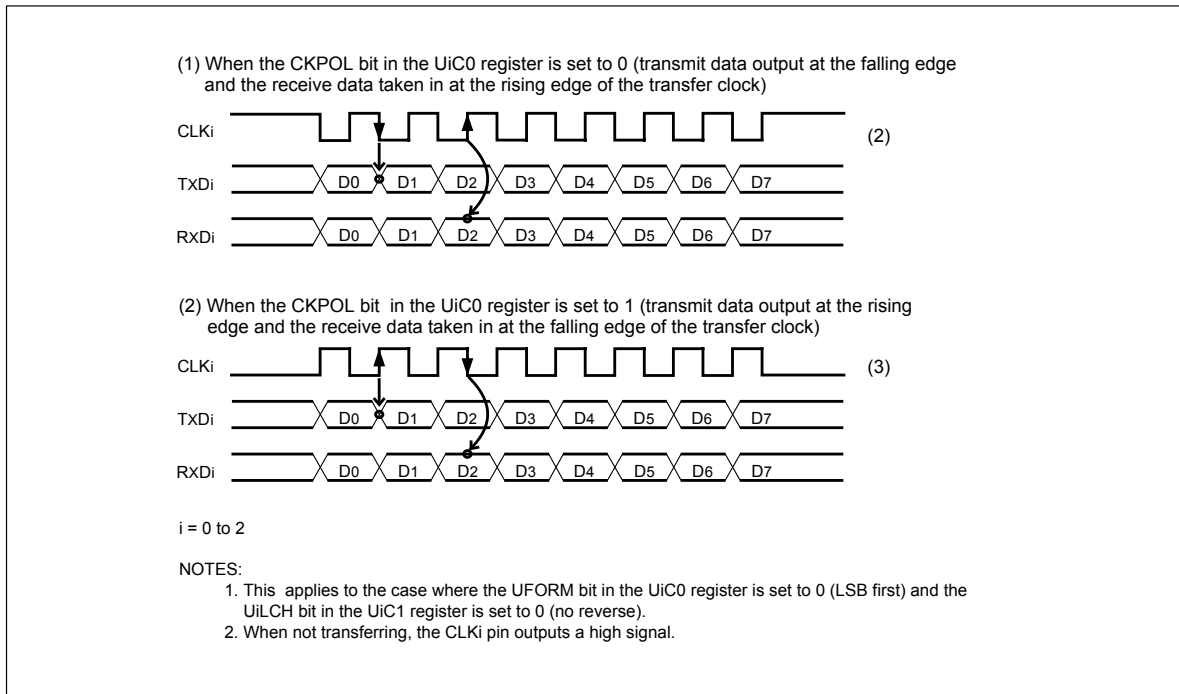 (1) When the CKPOL bit in the UiC0 register is set to 0 (transmit data output at the falling edge
and the receive data taken in at the rising edge of the transfer clock)
CLKi
(2)
TXDi D0 D1 D2 D3 D4 D5 D6 D7
RXDi D0 D1 D2 D3 D4 D5 D6 D7
(2) When the CKPOL bit in the UiC0 register is set to 1 (transmit data output at the rising
edge and the receive data taken in at the falling edge of the transfer clock)
CLKi
(3)
TXDi D0 D1 D2 D3 D4 D5 D6 D7
RXDi D0 D1 D2 D3 D4 D5 D6 D7
i = 0 to 2
NOTES:
1. This applies to the case where the UFORM bit in the UiC0 register is set to 0 (LSB first) and the
UiLCH bit in the UiC1 register is set to 0 (no reverse).
2. When not transferring, the CLKi pin outputs a high signal.